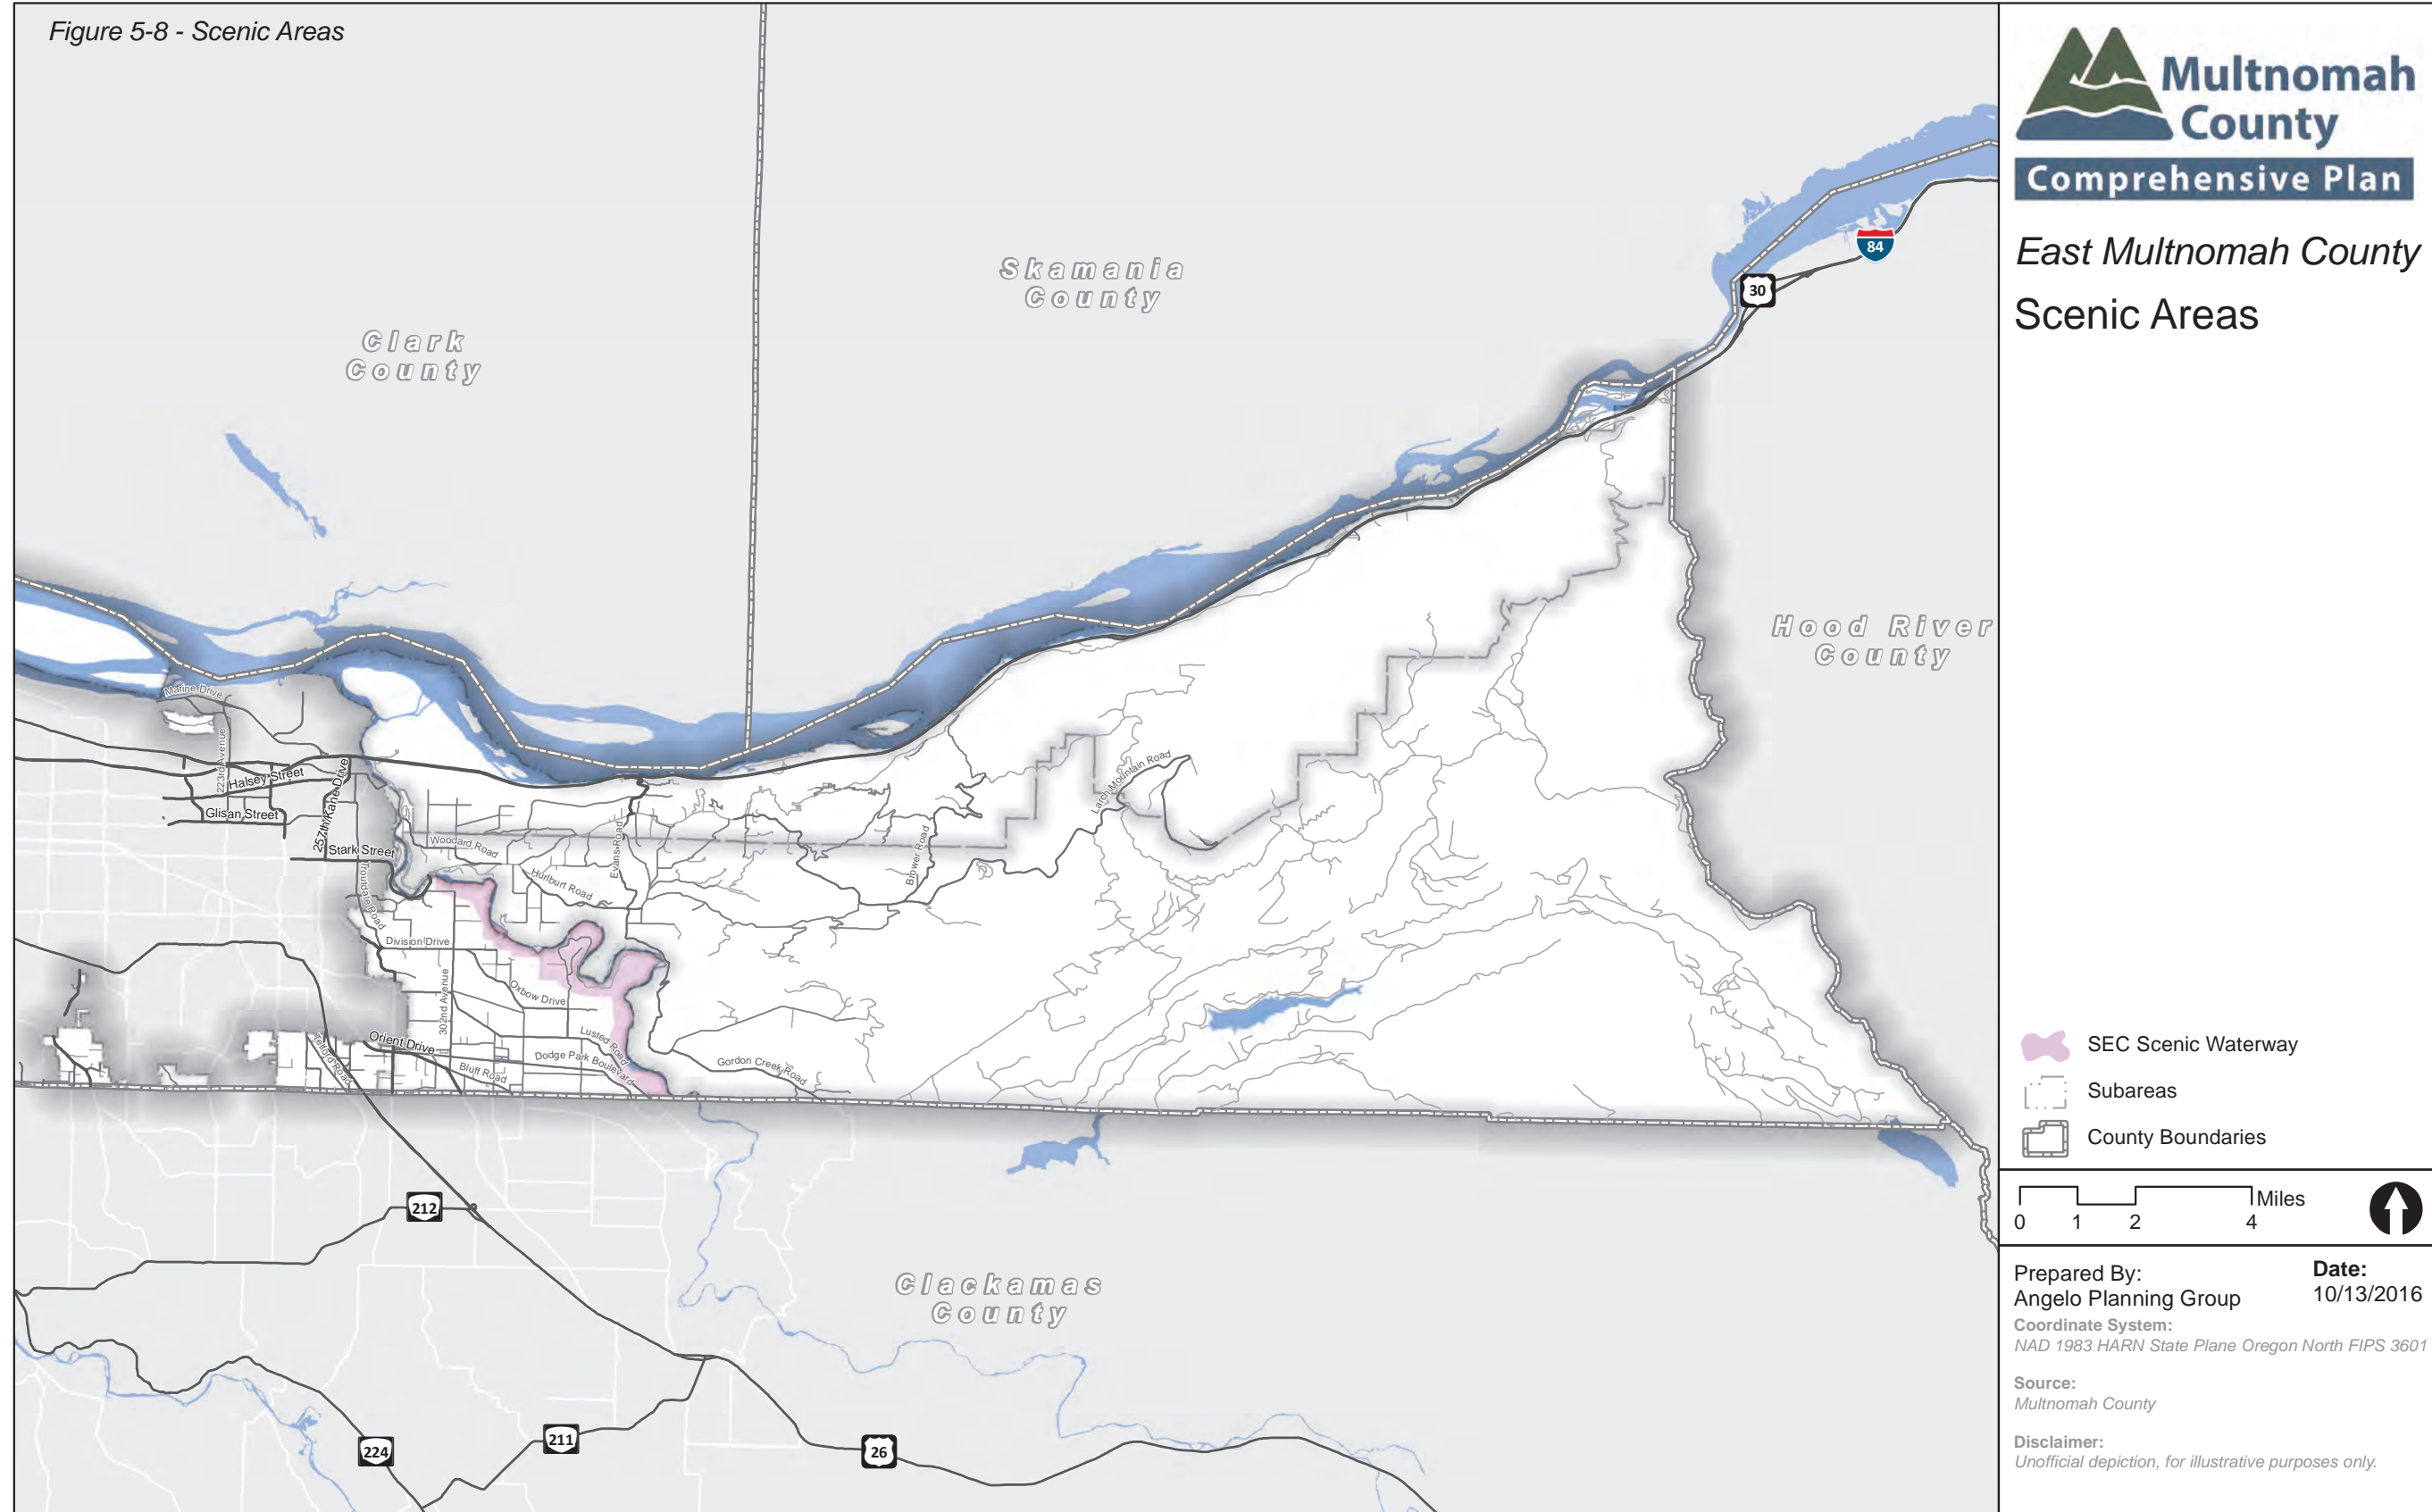 Figure 5-8 - Scenic Areas
Multnomah
County
Comprehensive Plan
East Multnomah County
Scenic Areas
84
30
Skamania
County
Clark
County
Hood River
County
Marine Drive
223rd Avenue
Halsey Street
257th/Kane Drive
Glisan Street
Stark Street
Troutdale Road
Woodard Road
Evans Road
Hurlburt Road
Brower Road
Larch Mountain Road
Division Drive
302nd Avenue
Oxbow Drive
Lusted Road
Orient Drive
Dodge Park Boulevard
Bluff Road
Telford Road
Gordon Creek Road
212
Clackamas
County
224
211
26
SEC Scenic Waterway
Subareas
County Boundaries
Miles
0 1 2 4
Prepared By:
Angelo Planning Group
Date:
10/13/2016
Coordinate System:
NAD 1983 HARN State Plane Oregon North FIPS 3601
Source:
Multnomah County
Disclaimer:
Unofficial depiction, for illustrative purposes only.